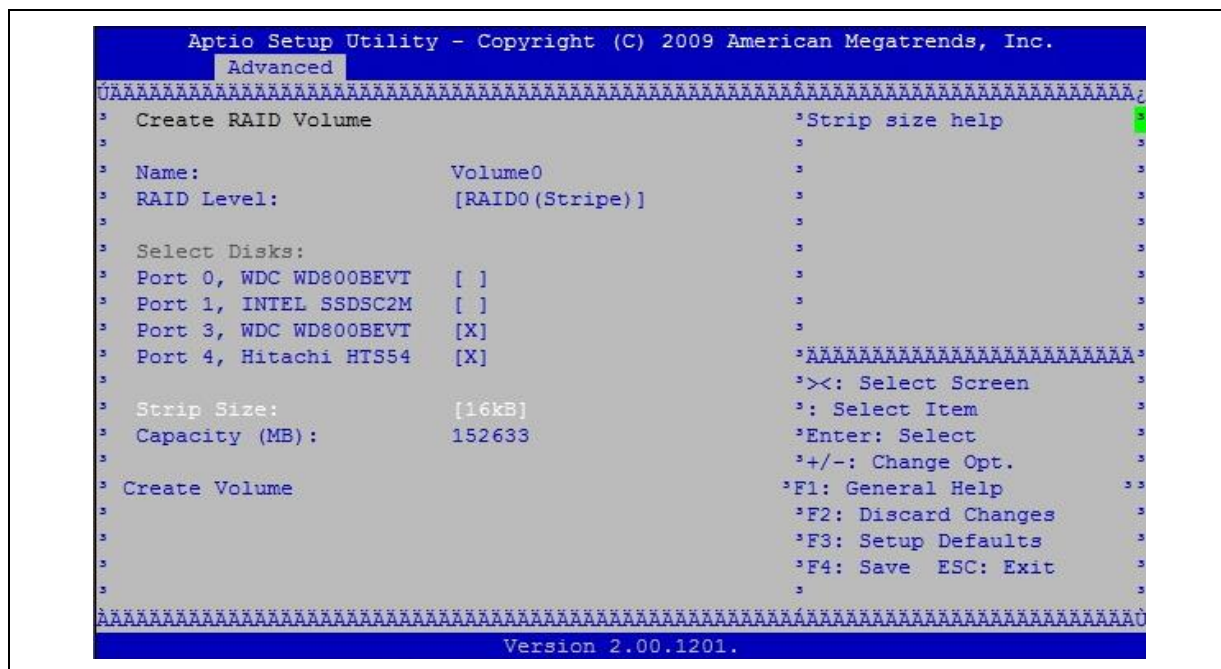 Aptio Setup Utility - Copyright (C) 2009 American Megatrends, Inc.
Advanced
Create RAID Volume
Strip size help
Name: Volume0
RAID Level: [RAID0(Stripe)]
Select Disks:
Port 0, WDC WD800BEVT [ ]
Port 1, INTEL SSDSC2M [ ]
Port 3, WDC WD800BEVT [X]
Port 4, Hitachi HTS54 [X]
><: Select Screen
Strip Size: [16kB]
: Select Item
Capacity (MB): 152633
Enter: Select
+/-: Change Opt.
Create Volume
F1: General Help
F2: Discard Changes
F3: Setup Defaults
F4: Save ESC: Exit
Version 2.00.1201.